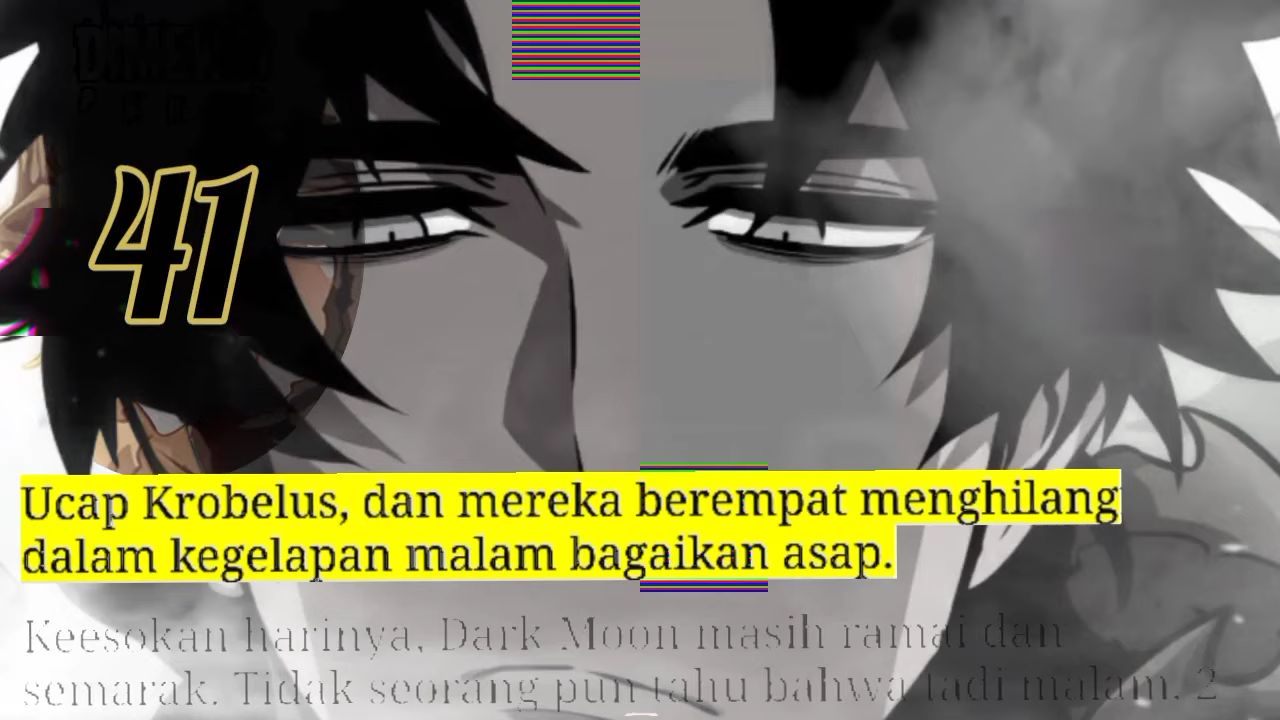 41
Ucap Krobelus, dan mereka berempat menghilang
dalam kegelapan malam bagaikan asap.
Keesokan harinya, Dark Moon masih ramai dan
semarak. Tidak seorang pun tahu bahwa tadi malam, 2